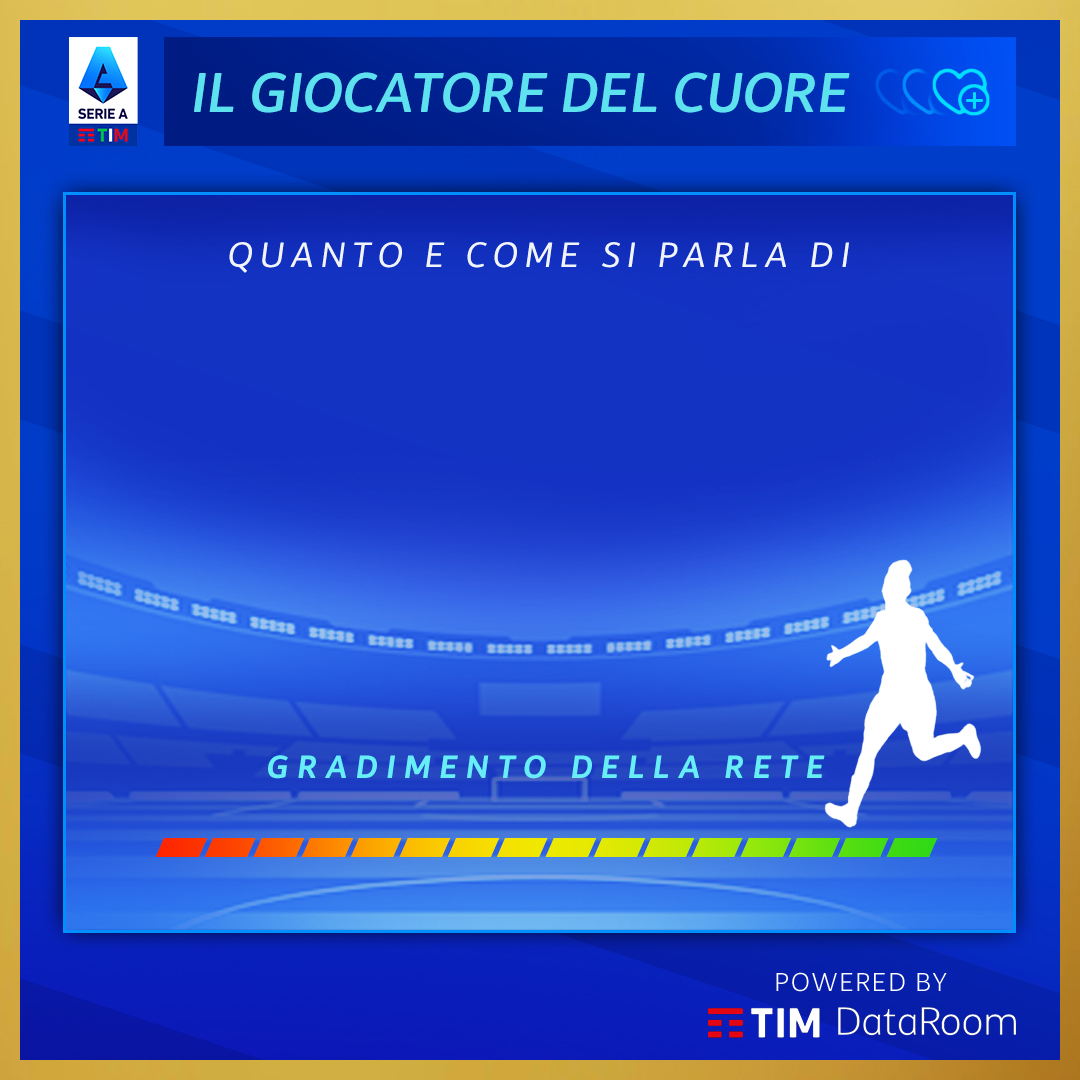 SERIE A
TIM
IL GIOCATORE DEL CUORE
QUANTO E COME SI PARLA DI
GRADIMENTO DELLA RETE
POWERED BY
TIM DataRoom